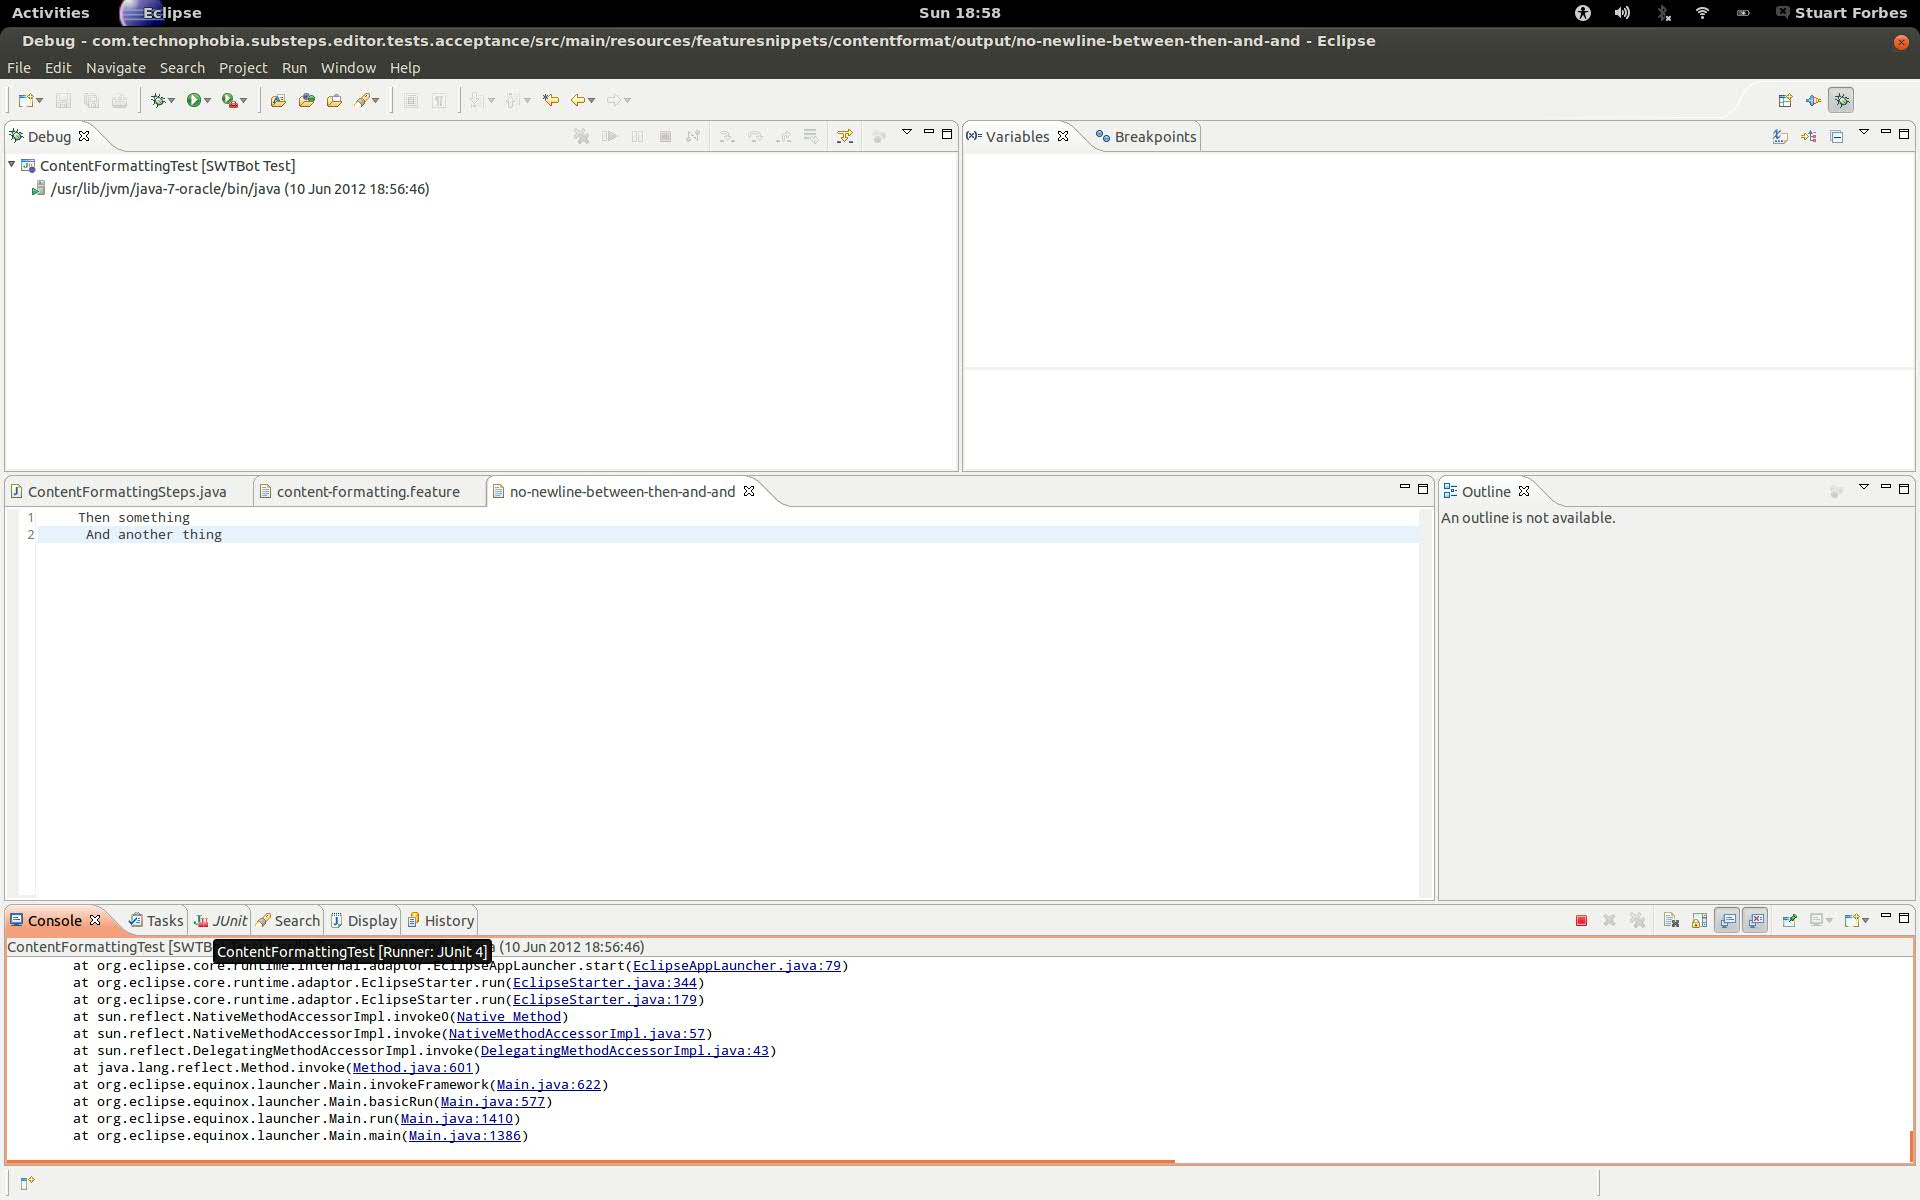 Activities Eclipse Sun 18:58 Stuart Forbes
Debug - com.technophobia.substeps.editor.tests.acceptance/src/main/resources/featuresnippets/contentformat/output/no-newline-between-then-and-and - Eclipse
File Edit Navigate Search Project Run Window Help
Debug
ContentFormattingTest [SWTBot Test]
/usr/lib/jvm/java-7-oracle/bin/java (10 Jun 2012 18:56:46)
Variables Breakpoints
ContentFormattingSteps.java content-formatting.feature no-newline-between-then-and-and
1 Then something
2 And another thing
Outline
An outline is not available.
Console Tasks JUnit Search Display History
ContentFormattingTest [SWTB (10 Jun 2012 18:56:46)
ContentFormattingTest [Runner: JUnit 4]
at org.eclipse.core.runtime.internal.adaptor.EclipseAppLauncher.start(EclipseAppLauncher.java:79)
at org.eclipse.core.runtime.adaptor.EclipseStarter.run(EclipseStarter.java:344)
at org.eclipse.core.runtime.adaptor.EclipseStarter.run(EclipseStarter.java:179)
at sun.reflect.NativeMethodAccessorImpl.invoke0(Native Method)
at sun.reflect.NativeMethodAccessorImpl.invoke(NativeMethodAccessorImpl.java:57)
at sun.reflect.DelegatingMethodAccessorImpl.invoke(DelegatingMethodAccessorImpl.java:43)
at java.lang.reflect.Method.invoke(Method.java:601)
at org.eclipse.equinox.launcher.Main.invokeFramework(Main.java:622)
at org.eclipse.equinox.launcher.Main.basicRun(Main.java:577)
at org.eclipse.equinox.launcher.Main.run(Main.java:1410)
at org.eclipse.equinox.launcher.Main.main(Main.java:1386)